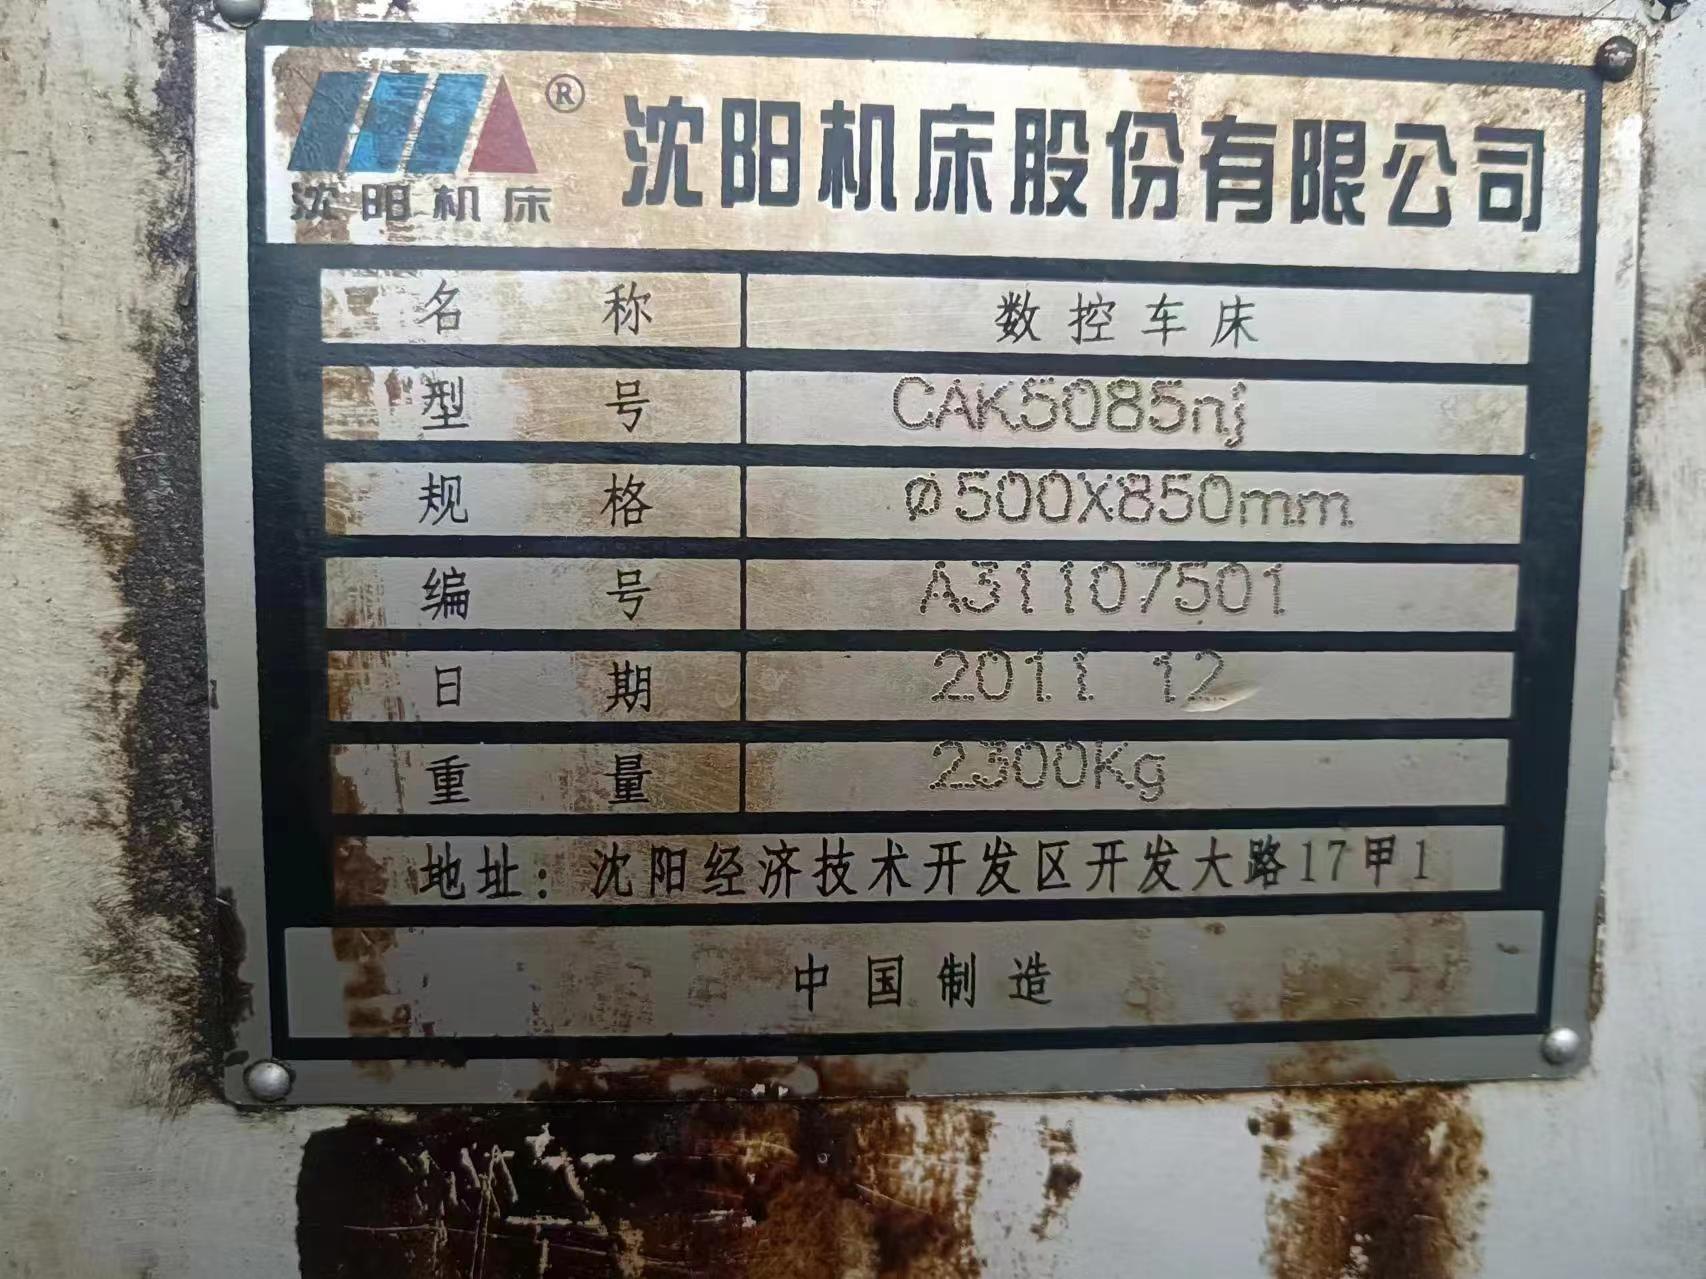 沈阳机床®
沈阳机床股份有限公司
名称 数控车床
型号 CAK5085nj
规格 ø500X850mm
编号 A31107501
日期 2011 12
重量 2300Kg
地址：沈阳经济技术开发区开发大路17甲1
中国制造